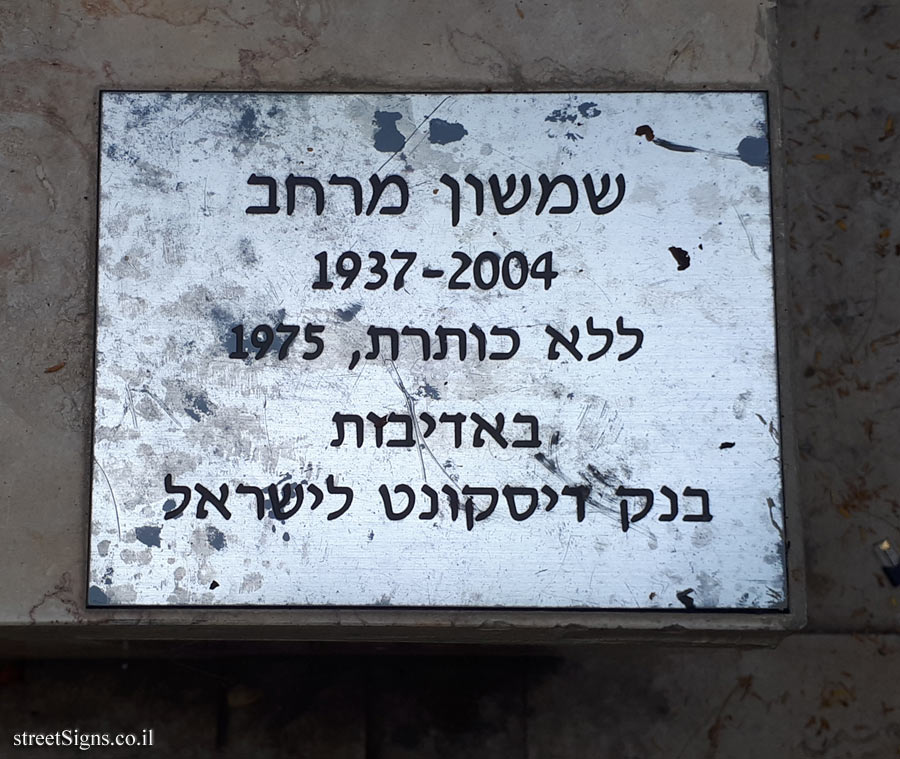 שמשון מרחב
1937-2004
ללא כותרת, 1975
באדיבות
בנק דיסקונט לישראל
streetSigns.co.il